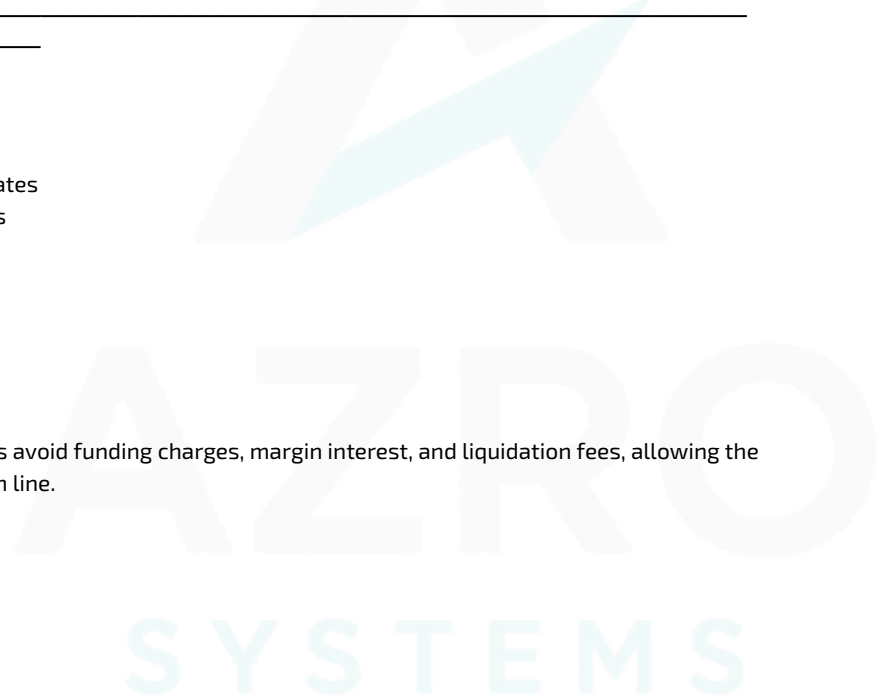 ates
s
s avoid funding charges, margin interest, and liquidation fees, allowing the
n line.
AZRO
SYSTEMS